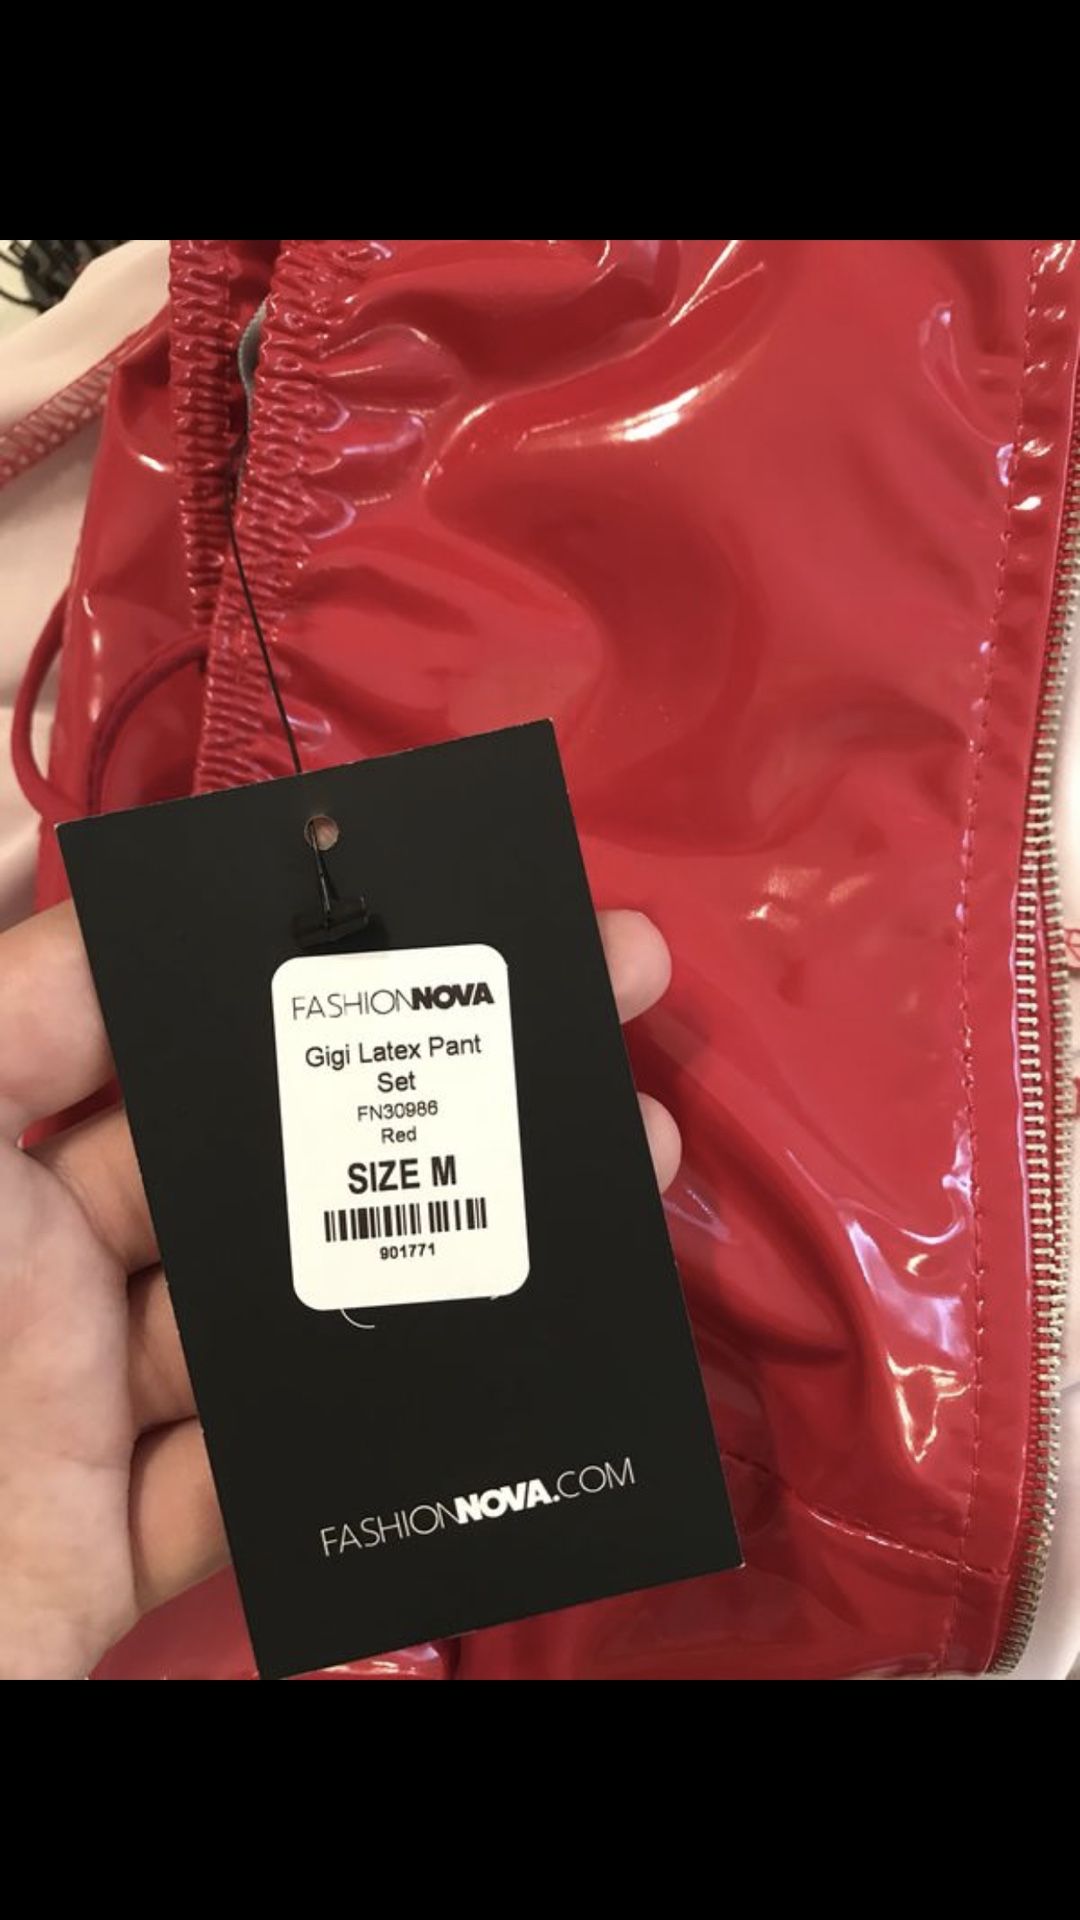 FASHIONNOVA
Gigi Latex Pant
Set
FN30986
Red
SIZE M
901771
FASHIONNOVA.COM